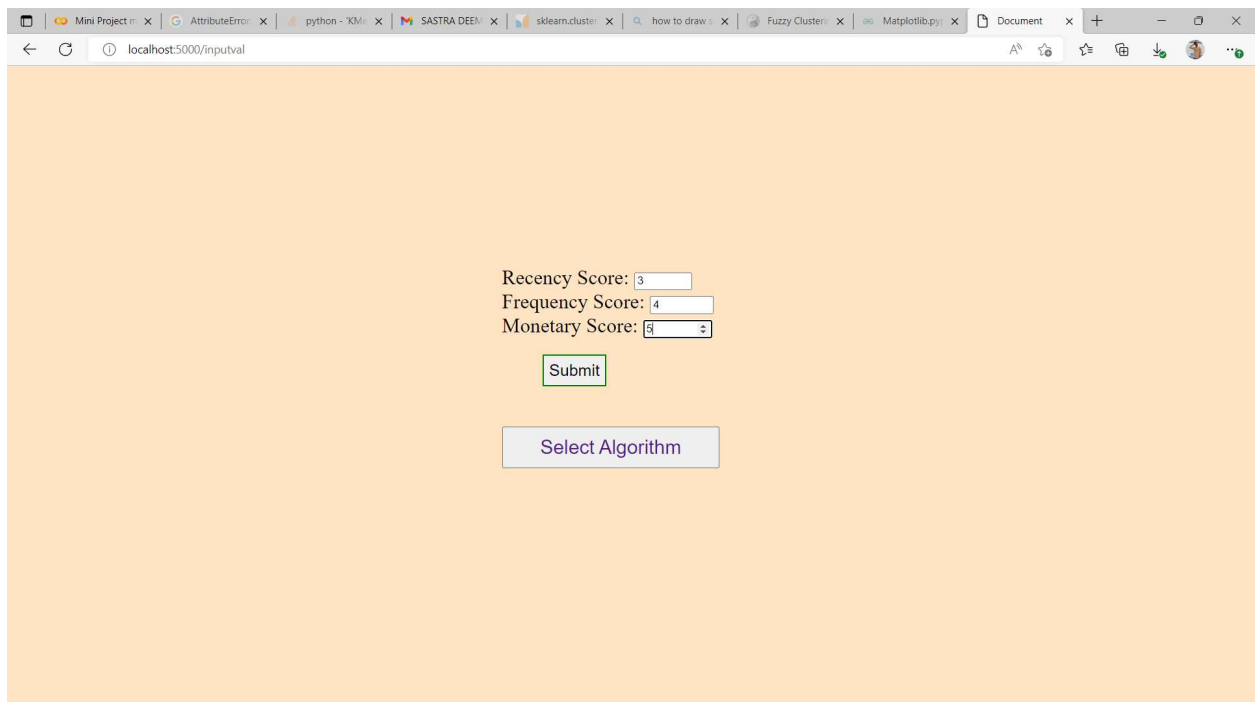 Mini Project m
AttributeError
python - 'KMe
SASTRA DEEM
sklearn.cluster
how to draw s
Fuzzy Clusteri
Matplotlib.py
Document
localhost:5000/inputval
Recency Score: 3
Frequency Score: 4
Monetary Score: 5
Submit
Select Algorithm